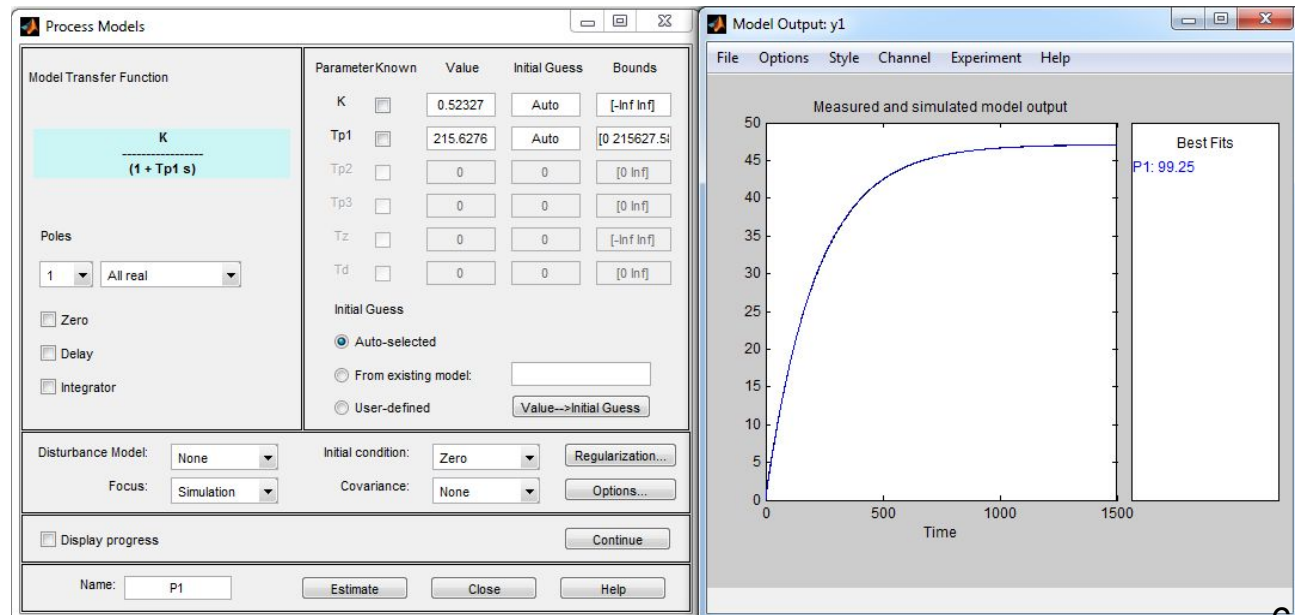 Process Models
Model Transfer Function
K
-----------------
(1 + Tp1 s)
Poles
1 All real
Zero
Delay
Integrator
Parameter Known Value Initial Guess Bounds
K 0.52327 Auto [-Inf Inf]
Tp1 215.6276 Auto [0 215627.5
Tp2 0 0 [0 Inf]
Tp3 0 0 [0 Inf]
Tz 0 0 [-Inf Inf]
Td 0 0 [0 Inf]
Initial Guess
Auto-selected
From existing model:
User-defined Value-->Initial Guess
Disturbance Model: None Initial condition: Zero Regularization...
Focus: Simulation Covariance: None Options...
Display progress Continue
Name: P1 Estimate Close Help
Model Output: y1
File Options Style Channel Experiment Help
Measured and simulated model output
50
45
40
35
30
25
20
15
10
5
0
0 500 1000 1500
Time
Best Fits
P1: 99.25